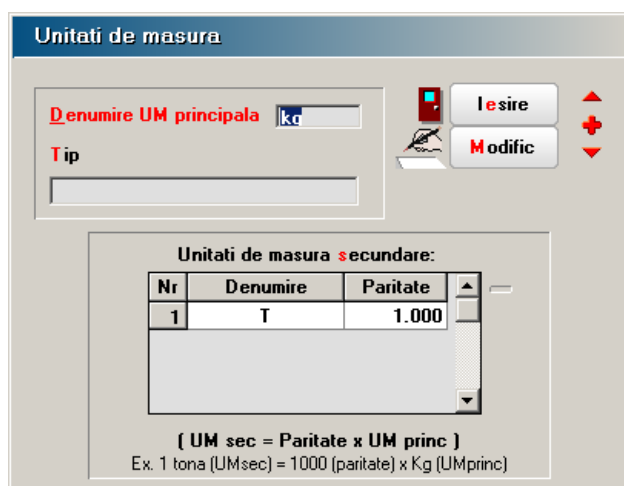 Unitati de masura
Denumire UM principala kg
Iesire
Tip
Modific
Unitati de masura secundare:
Nr Denumire Paritate
1 T 1.000
( UM sec = Paritate x UM princ )
Ex. 1 tona (UMsec) = 1000 (paritate) x Kg (UMprinc)